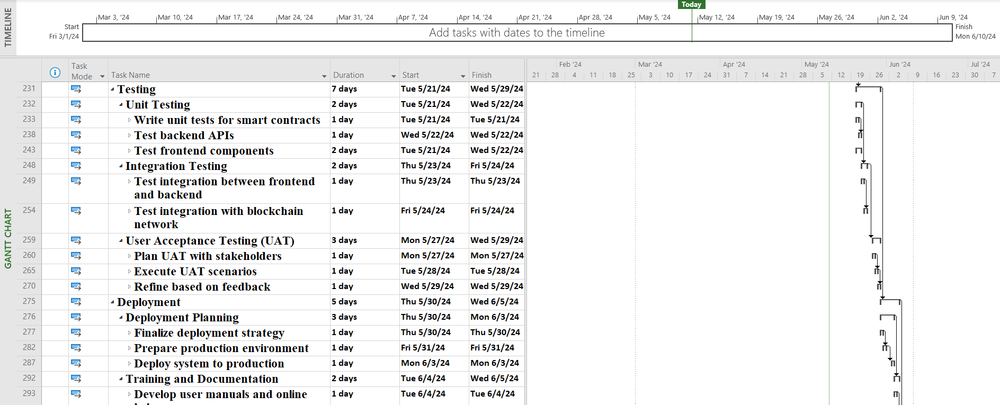 Today
Mar 3, '24 Mar 10, '24 Mar 17, '24 Mar 24, '24 Mar 31, '24 Apr 7, '24 Apr 14, '24 Apr 21, '24 Apr 28, '24 May 5, '24 May 12, '24 May 19, '24 May 26, '24 Jun 2, '24 Jun 9, '24
TIMELINE
Start
Fri 3/1/24
Add tasks with dates to the timeline
Finish
Mon 6/10/24
GANTT CHART
Task Mode Task Name Duration Start Finish
Feb '24 Mar '24 Apr '24 May '24 Jun '24 Jul '24
21 28 4 11 18 25 3 10 17 24 31 7 14 21 28 5 12 19 26 2 9 16 23 30 7
231 Testing 7 days Tue 5/21/24 Wed 5/29/24
232 Unit Testing 2 days Tue 5/21/24 Wed 5/22/24
233 Write unit tests for smart contracts 1 day Tue 5/21/24 Tue 5/21/24
238 Test backend APIs 1 day Wed 5/22/24 Wed 5/22/24
243 Test frontend components 2 days Tue 5/21/24 Wed 5/22/24
248 Integration Testing 2 days Thu 5/23/24 Fri 5/24/24
249 Test integration between frontend 1 day Thu 5/23/24 Thu 5/23/24
and backend
254 Test integration with blockchain 1 day Fri 5/24/24 Fri 5/24/24
network
259 User Acceptance Testing (UAT) 3 days Mon 5/27/24 Wed 5/29/24
260 Plan UAT with stakeholders 1 day Mon 5/27/24 Mon 5/27/24
265 Execute UAT scenarios 1 day Tue 5/28/24 Tue 5/28/24
270 Refine based on feedback 1 day Wed 5/29/24 Wed 5/29/24
275 Deployment 5 days Thu 5/30/24 Wed 6/5/24
276 Deployment Planning 3 days Thu 5/30/24 Mon 6/3/24
277 Finalize deployment strategy 1 day Thu 5/30/24 Thu 5/30/24
282 Prepare production environment 1 day Fri 5/31/24 Fri 5/31/24
287 Deploy system to production 1 day Mon 6/3/24 Mon 6/3/24
292 Training and Documentation 2 days Tue 6/4/24 Wed 6/5/24
293 Develop user manuals and online 1 day Tue 6/4/24 Tue 6/4/24